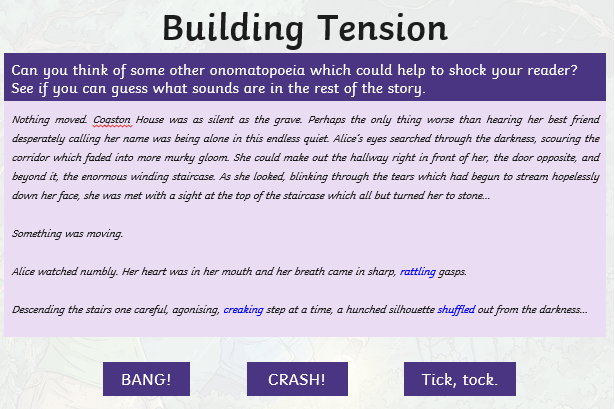 Building Tension
Can you think of some other onomatopoeia which could help to shock your reader?
See if you can guess what sounds are in the rest of the story.
Nothing moved. Coaston House was as silent as the grave. Perhaps the only thing worse than hearing her best friend
desperately calling her name was being alone in this endless quiet. Alice's eyes searched through the darkness, scouring the
corridor which faded into more murky gloom. She could make out the hallway right in front of her, the door opposite, and
beyond it, the enormous winding staircase. As she looked, blinking through the tears which had begun to stream hopelessly
down her face, she was met with a sight at the top of the staircase which all but turned her to stone...
Something was moving.
Alice watched numbly. Her heart was in her mouth and her breath came in sharp, rattling gasps.
Descending the stairs one careful, agonising, creaking step at a time, a hunched silhouette shuffled out from the darkness...
BANG! CRASH! Tick, tock.